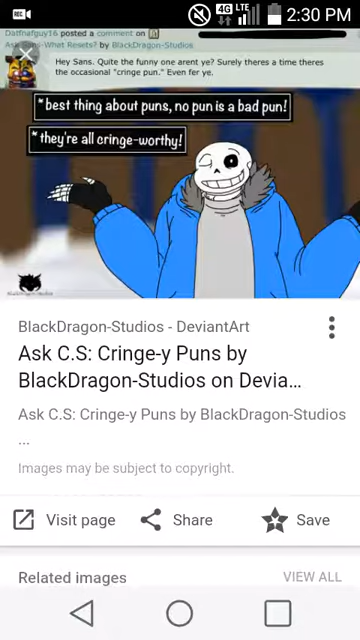 REC 4G LTE 2:30 PM
Datfnafguy16 posted a comment on
Ask Sans-What Resets? by BlackDragon-Studios
Hey Sans. Quite the funny one arent ye? Surely theres a time theres
the occasional "cringe pun." Even fer ye.
*best thing about puns, no pun is a bad pun!
*they're all cringe-worthy!
BlackDragon-Studios
BlackDragon-Studios - DeviantArt
Ask C.S: Cringe-y Puns by
BlackDragon-Studios on Devia...
Ask C.S: Cringe-y Puns by BlackDragon-Studios
...
Images may be subject to copyright.
Visit page Share Save
Related images VIEW ALL